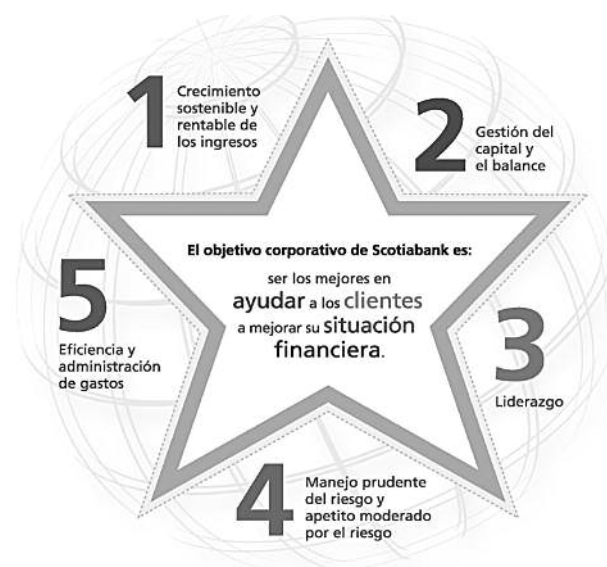 1
Crecimiento
sostenible y
rentable de
los ingresos
2
Gestión del
capital y
el balance
El objetivo corporativo de Scotiabank es:
ser los mejores en
ayudar a los clientes
a mejorar su situación
financiera.
3
Liderazgo
4
Manejo prudente
del riesgo y
apetito moderado
por el riesgo
5
Eficiencia y
administración
de gastos